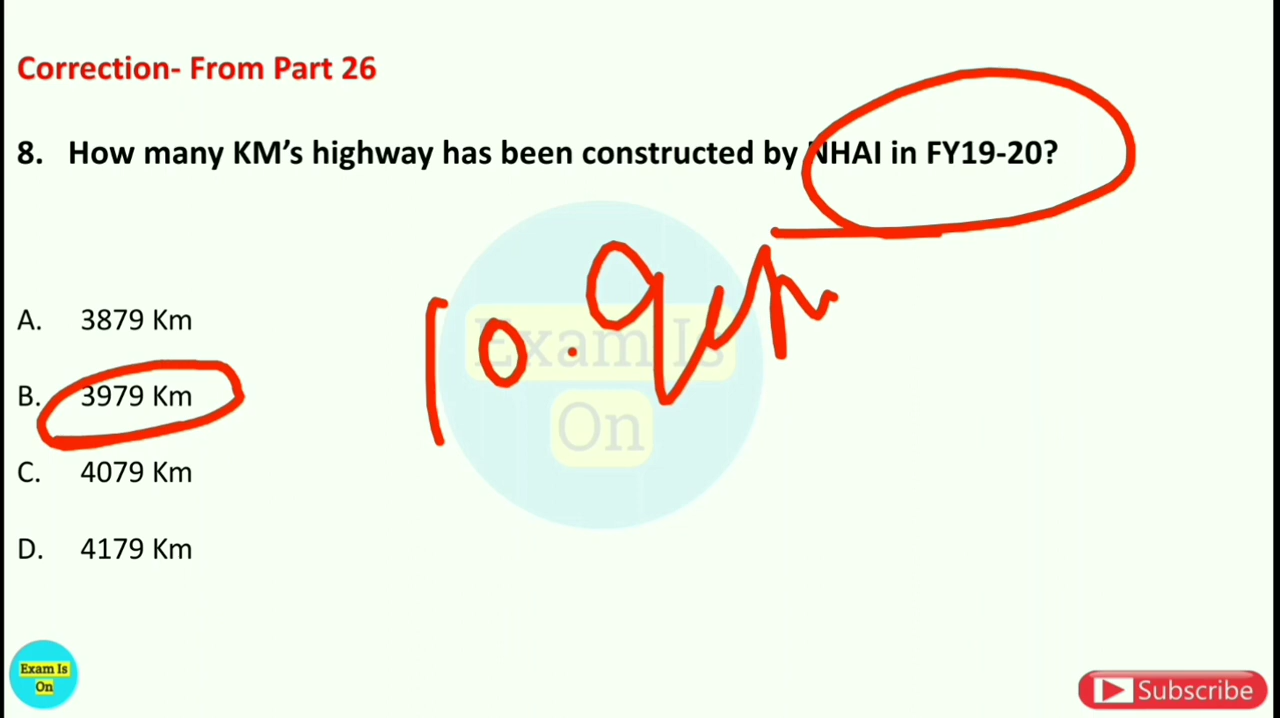 Correction- From Part 26
8. How many KM's highway has been constructed by NHAI in FY19-20?
10.9
A. 3879 Km
Exam Is
B. 3979 Km
On
C. 4079 Km
D. 4179 Km
Exam Is
On
Subscribe